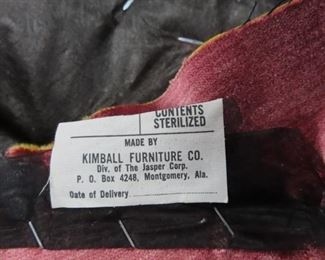 CONTENTS
STERILIZED
MADE BY
KIMBALL FURNITURE CO.
Div. of The Jasper Corp.
P. O. Box 4248, Montgomery, Ala.
Date of Delivery